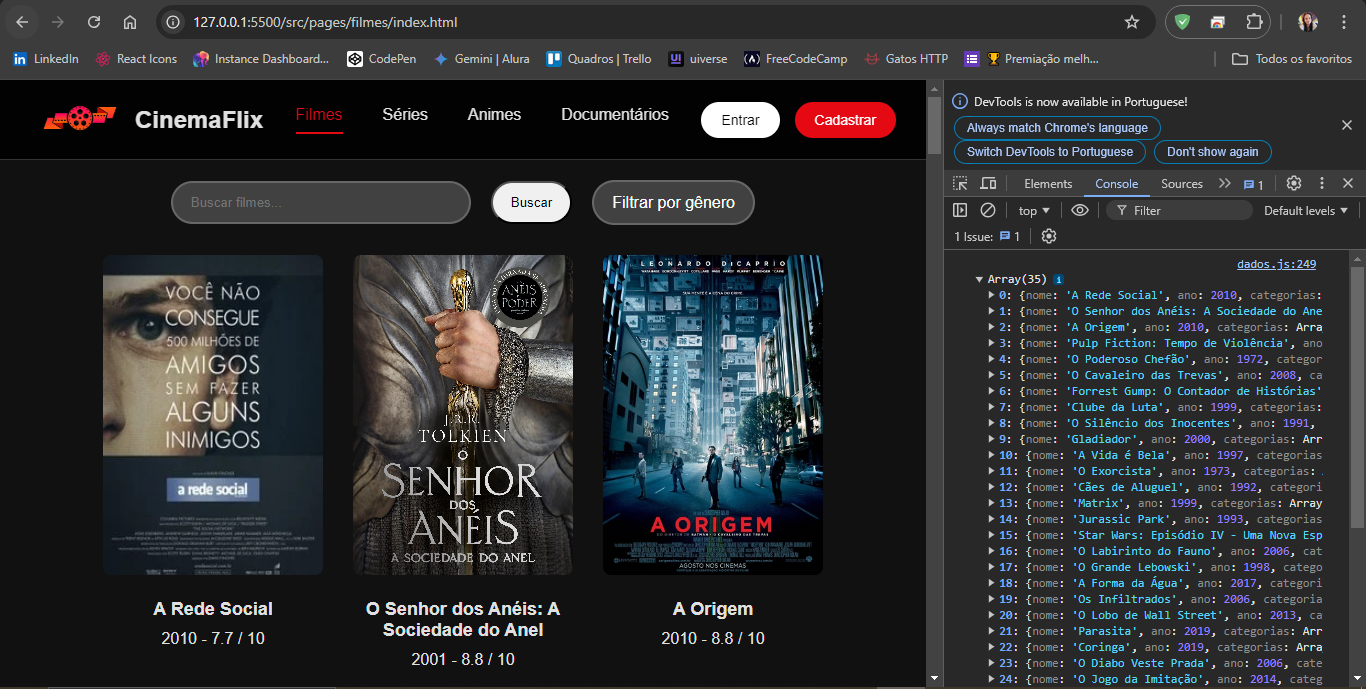 127.0.0.1:5500/src/pages/filmes/index.html
LinkedIn React Icons Instance Dashboard... CodePen Gemini | Alura Quadros | Trello uiverse FreeCodeCamp Gatos HTTP Premiação melh... Todos os favoritos
CinemaFlix Filmes Séries Animes Documentários Entrar Cadastrar
Buscar filmes... Buscar Filtrar por gênero
VOCÊ NÃO
CONSEGUE
500 MILHÕES DE
AMIGOS
SEM FAZER
ALGUNS
INIMIGOS
a rede social
ANÉIS
PODER
J.R.R.
TOLKIEN
O
SENHOR
DOS
ANÉIS
A SOCIEDADE DO ANEL
LEONARDO DICAPRIO
A ORIGEM
AGOSTO NOS CINEMAS
A Rede Social
2010 - 7.7 / 10
O Senhor dos Anéis: A
Sociedade do Anel
2001 - 8.8 / 10
A Origem
2010 - 8.8 / 10
DevTools is now available in Portuguese!
Always match Chrome's language
Switch DevTools to Portuguese Don't show again
Elements Console Sources 1
top Filter Default levels
1 Issue: 1
dados.js:249
Array(35)
0: {nome: 'A Rede Social', ano: 2010, categorias:
1: {nome: 'O Senhor dos Anéis: A Sociedade do Ane
2: {nome: 'A Origem', ano: 2010, categorias: Arra
3: {nome: 'Pulp Fiction: Tempo de Violência', ano
4: {nome: 'O Poderoso Chefão', ano: 1972, categor
5: {nome: 'O Cavaleiro das Trevas', ano: 2008, ca
6: {nome: 'Forrest Gump: O Contador de Histórias'
7: {nome: 'Clube da Luta', ano: 1999, categorias:
8: {nome: 'O Silêncio dos Inocentes', ano: 1991,
9: {nome: 'Gladiador', ano: 2000, categorias: Arr
10: {nome: 'A Vida é Bela', ano: 1997, categorias
11: {nome: 'O Exorcista', ano: 1973, categorias:
12: {nome: 'Cães de Aluguel', ano: 1992, categori
13: {nome: 'Matrix', ano: 1999, categorias: Array
14: {nome: 'Jurassic Park', ano: 1993, categorias
15: {nome: 'Star Wars: Episódio IV - Uma Nova Esp
16: {nome: 'O Labirinto do Fauno', ano: 2006, cat
17: {nome: 'O Grande Lebowski', ano: 1998, catego
18: {nome: 'A Forma da Água', ano: 2017, categori
19: {nome: 'Os Infiltrados', ano: 2006, categoria
20: {nome: 'O Lobo de Wall Street', ano: 2013, ca
21: {nome: 'Parasita', ano: 2019, categorias: Arr
22: {nome: 'Coringa', ano: 2019, categorias: Arra
23: {nome: 'O Diabo Veste Prada', ano: 2006, cate
24: {nome: 'O Jogo da Imitação', ano: 2014, categ